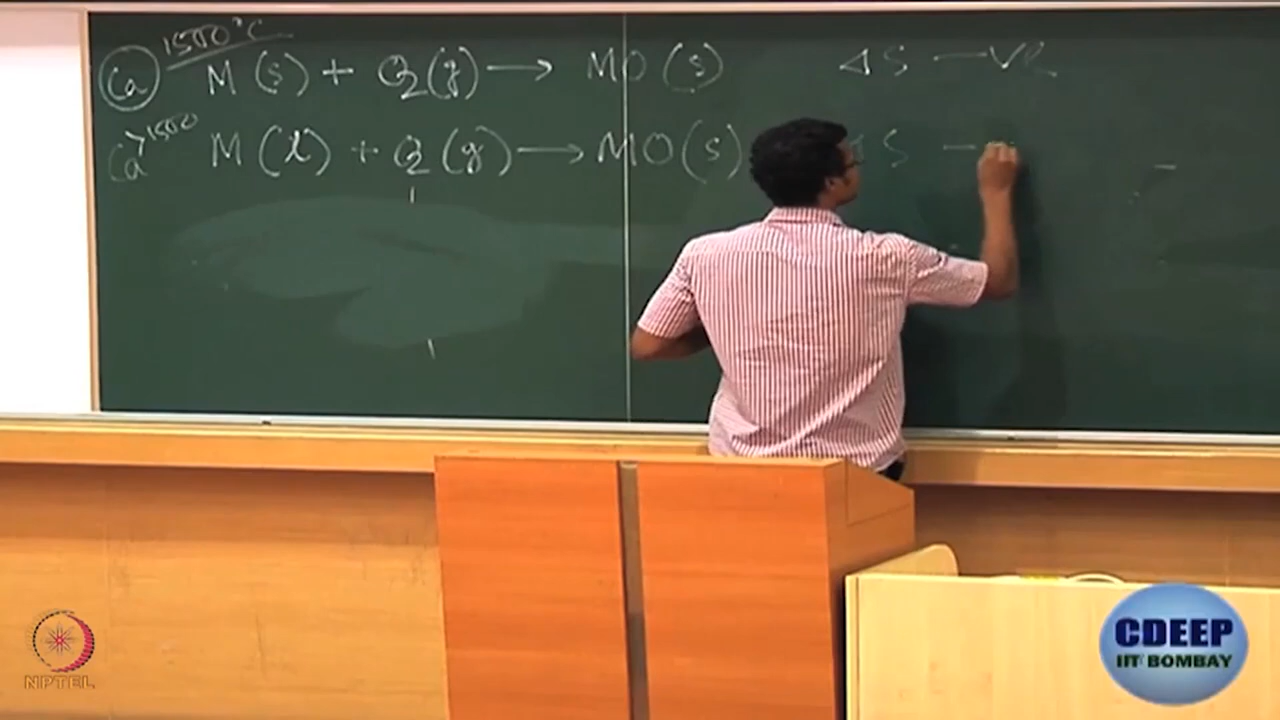 1500°C
Ca M(s) + O2(g) → MO(s) ΔS -ve
Ca >1500 M(l) + O2(g) → MO(s) ΔS -
NPTEL
CDEEP
IIT BOMBAY